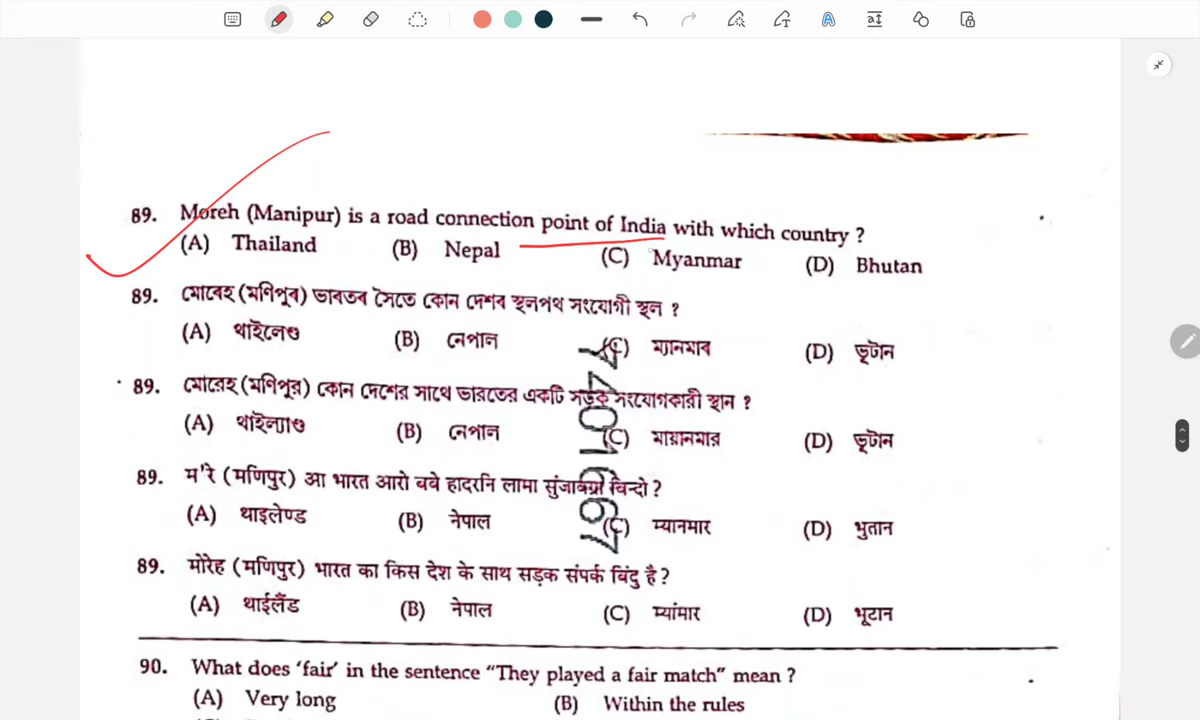 89. Moreh (Manipur) is a road connection point of India with which country ?
(A) Thailand (B) Nepal (C) Myanmar (D) Bhutan
89. মোৰেহ (মণিপুৰ) ভাৰতৰ সৈতে কোন দেশৰ স্থলপথ সংযোগী স্থল ?
(A) থাইলেণ্ড (B) নেপাল (C) ম্যানমাৰ (D) ভূটান
89. মোরেহ (মণিপুর) কোন দেশের সাথে ভারতের একটি সড়ক সংযোগকারী স্থান ?
(A) থাইল্যাণ্ড (B) নেপাল (C) মায়ানমার (D) ভূটান
89. म'रे (मणिपुर) आ भारत आरो बबे हादरनि लामा बिन्दो ?
(A) थाइलेण्ड (B) नेपाल (C) म्यानमार (D) भुतान
89. मोरेह (मणिपुर) भारत का किस देश के साथ सड़क संपर्क बिंदु है ?
(A) थाईलैंड (B) नेपाल (C) म्यांमार (D) भूटान
90. What does ‘fair’ in the sentence “They played a fair match” mean ?
(A) Very long (B) Within the rules